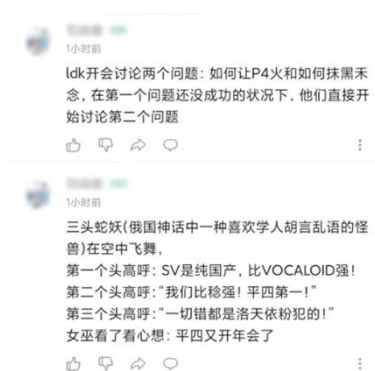 1小时前
ldk开会讨论两个问题：如何让P4火和如何抹黑禾
念，在第一个问题还没成功的状况下，他们直接开
始讨论第二个问题
1小时前
三头蛇妖(俄国神话中一种喜欢学人胡言乱语的怪
兽)在空中飞舞，
第一个头高呼：SV是纯国产，比VOCALOID强！
第二个头高呼:“我们比稔强！平四第一！”
第三个头高呼:“一切错都是洛天依粉犯的！”
女巫看了看心想：平四又开年会了